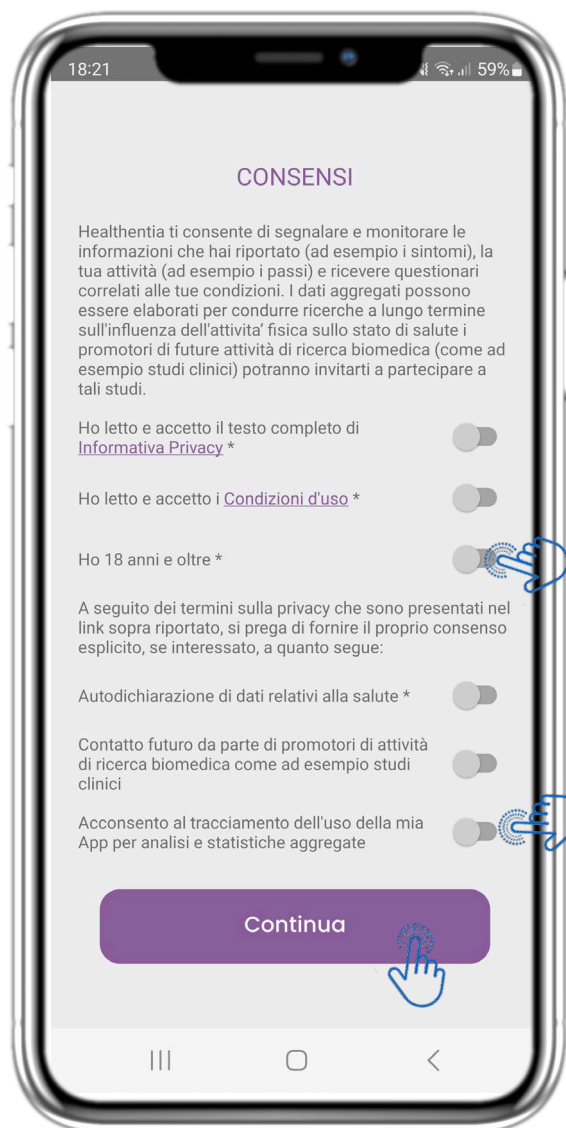 18:21
59%
CONSENSI
Healthentia ti consente di segnalare e monitorare le
informazioni che hai riportato (ad esempio i sintomi), la
tua attività (ad esempio i passi) e ricevere questionari
correlati alle tue condizioni. I dati aggregati possono
essere elaborati per condurre ricerche a lungo termine
sull'influenza dell'attivita' fisica sullo stato di salute i
promotori di future attività di ricerca biomedica (come ad
esempio studi clinici) potranno invitarti a partecipare a
tali studi.
Ho letto e accetto il testo completo di
Informativa Privacy *
Ho letto e accetto i Condizioni d'uso *
Ho 18 anni e oltre *
A seguito dei termini sulla privacy che sono presentati nel
link sopra riportato, si prega di fornire il proprio consenso
esplicito, se interessato, a quanto segue:
Autodichiarazione di dati relativi alla salute *
Contatto futuro da parte di promotori di attività
di ricerca biomedica come ad esempio studi
clinici
Acconsento al tracciamento dell'uso della mia
App per analisi e statistiche aggregate
Continua